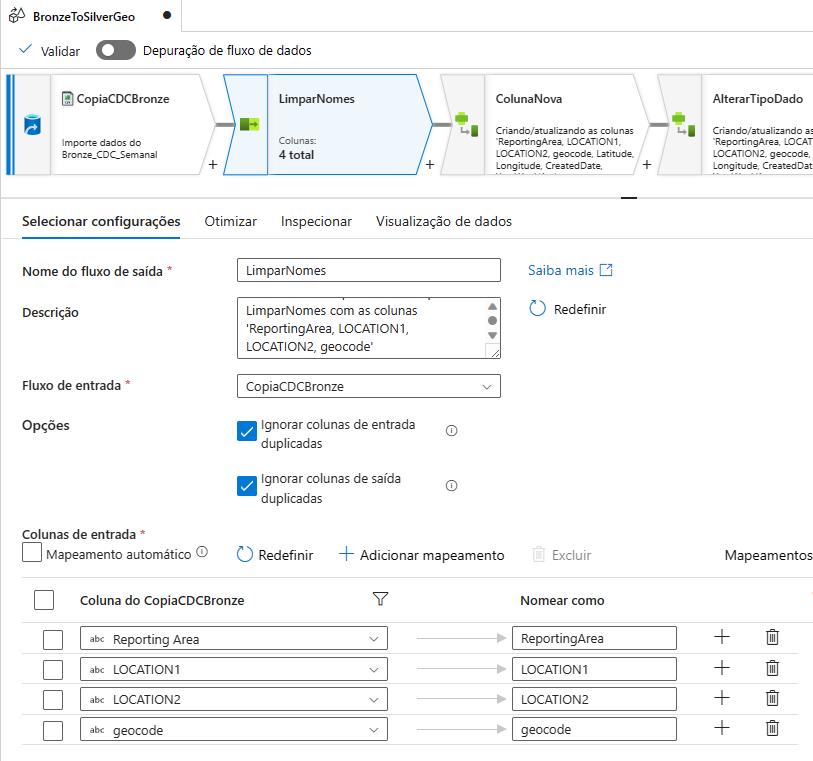 BronzeToSilverGeo
Validar
Depuração de fluxo de dados
CopiaCDCBronze
Importe dados do
Bronze_CDC_Semanal
LimparNomes
Colunas:
4 total
ColunaNova
Criando/atualizando as colunas
'ReportingArea, LOCATION1,
LOCATION2, geocode, Latitude,
Longitude, CreatedDate,
AlterarTipoDado
Criando/atualizando as
'ReportingArea, LOCATION1,
LOCATION2, geocode,
Longitude, CreatedDate,
Selecionar configurações
Otimizar
Inspecionar
Visualização de dados
Nome do fluxo de saída *
LimparNomes
Saiba mais
Descrição
LimparNomes com as colunas
'ReportingArea, LOCATION1,
LOCATION2, geocode'
Redefinir
Fluxo de entrada *
CopiaCDCBronze
Opções
Ignorar colunas de entrada
duplicadas
Ignorar colunas de saída
duplicadas
Colunas de entrada *
Mapeamento automático
Redefinir
Adicionar mapeamento
Excluir
Mapeamentos
Coluna do CopiaCDCBronze
Nomear como
abc Reporting Area
ReportingArea
abc LOCATION1
LOCATION1
abc LOCATION2
LOCATION2
abc geocode
geocode